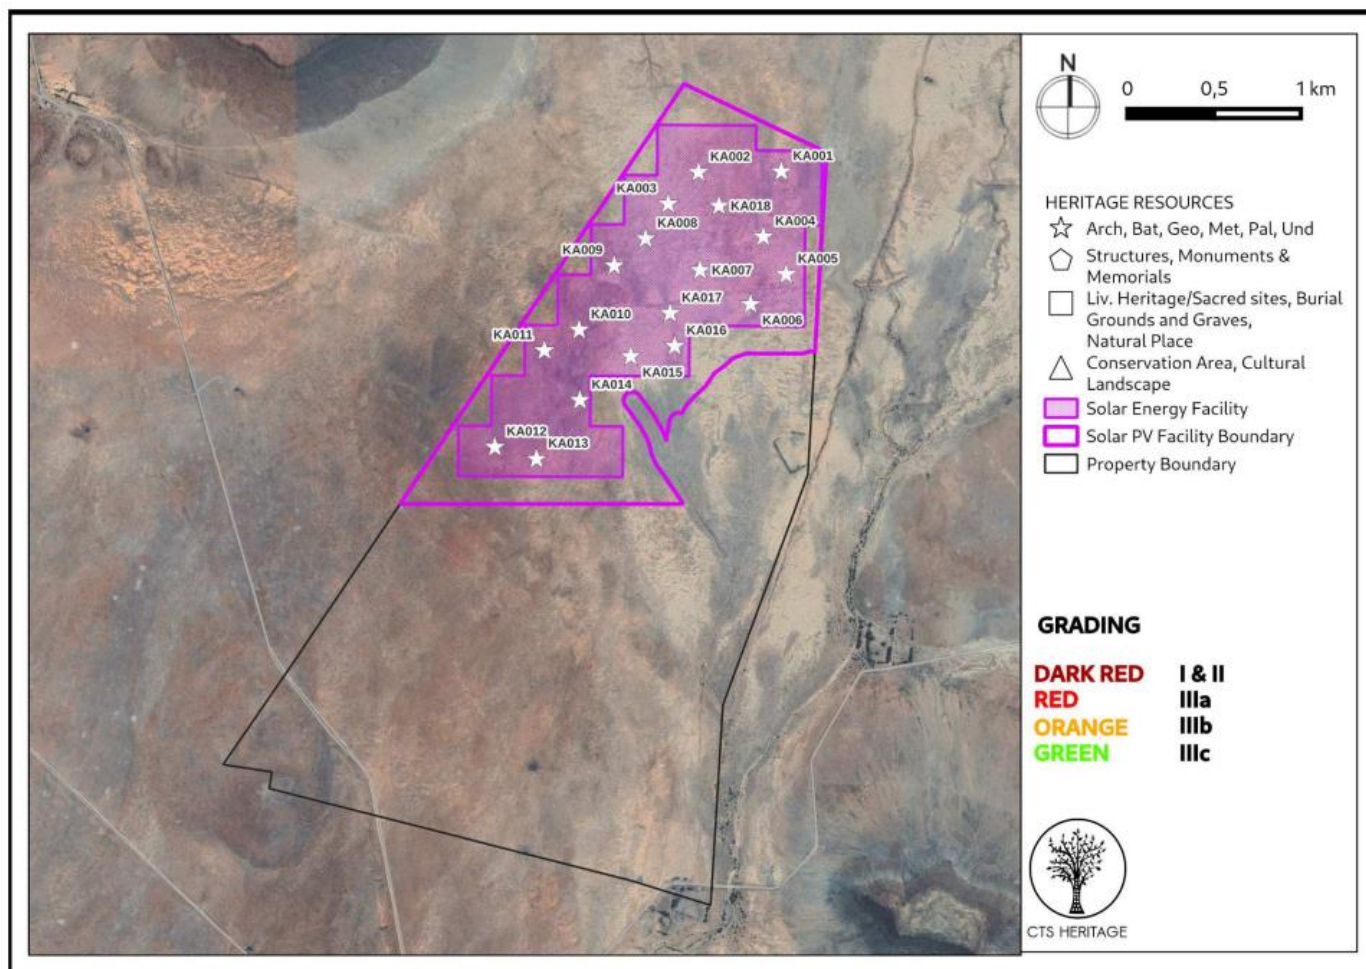 N
0 0,5 1 km
HERITAGE RESOURCES
Arch, Bat, Geo, Met, Pal, Und
Structures, Monuments &
Memorials
Liv. Heritage/Sacred sites, Burial
Grounds and Graves,
Natural Place
Conservation Area, Cultural
Landscape
Solar Energy Facility
Solar PV Facility Boundary
Property Boundary
GRADING
DARK RED I & II
RED IIIa
ORANGE IIIb
GREEN IIIc
CTS HERITAGE
KA002
KA001
KA003
KA018
KA008
KA004
KA009
KA005
KA007
KA017
KA010
KA006
KA011
KA016
KA015
KA014
KA012
KA013